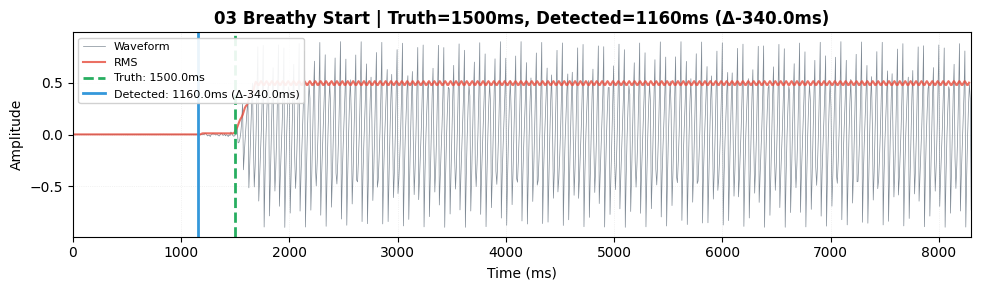 03 Breathy Start | Truth=1500ms, Detected=1160ms (Δ-340.0ms)
Waveform
RMS
Truth: 1500.0ms
Detected: 1160.0ms (Δ-340.0ms)
Amplitude
0.5
0.0
−0.5
0 1000 2000 3000 4000 5000 6000 7000 8000
Time (ms)